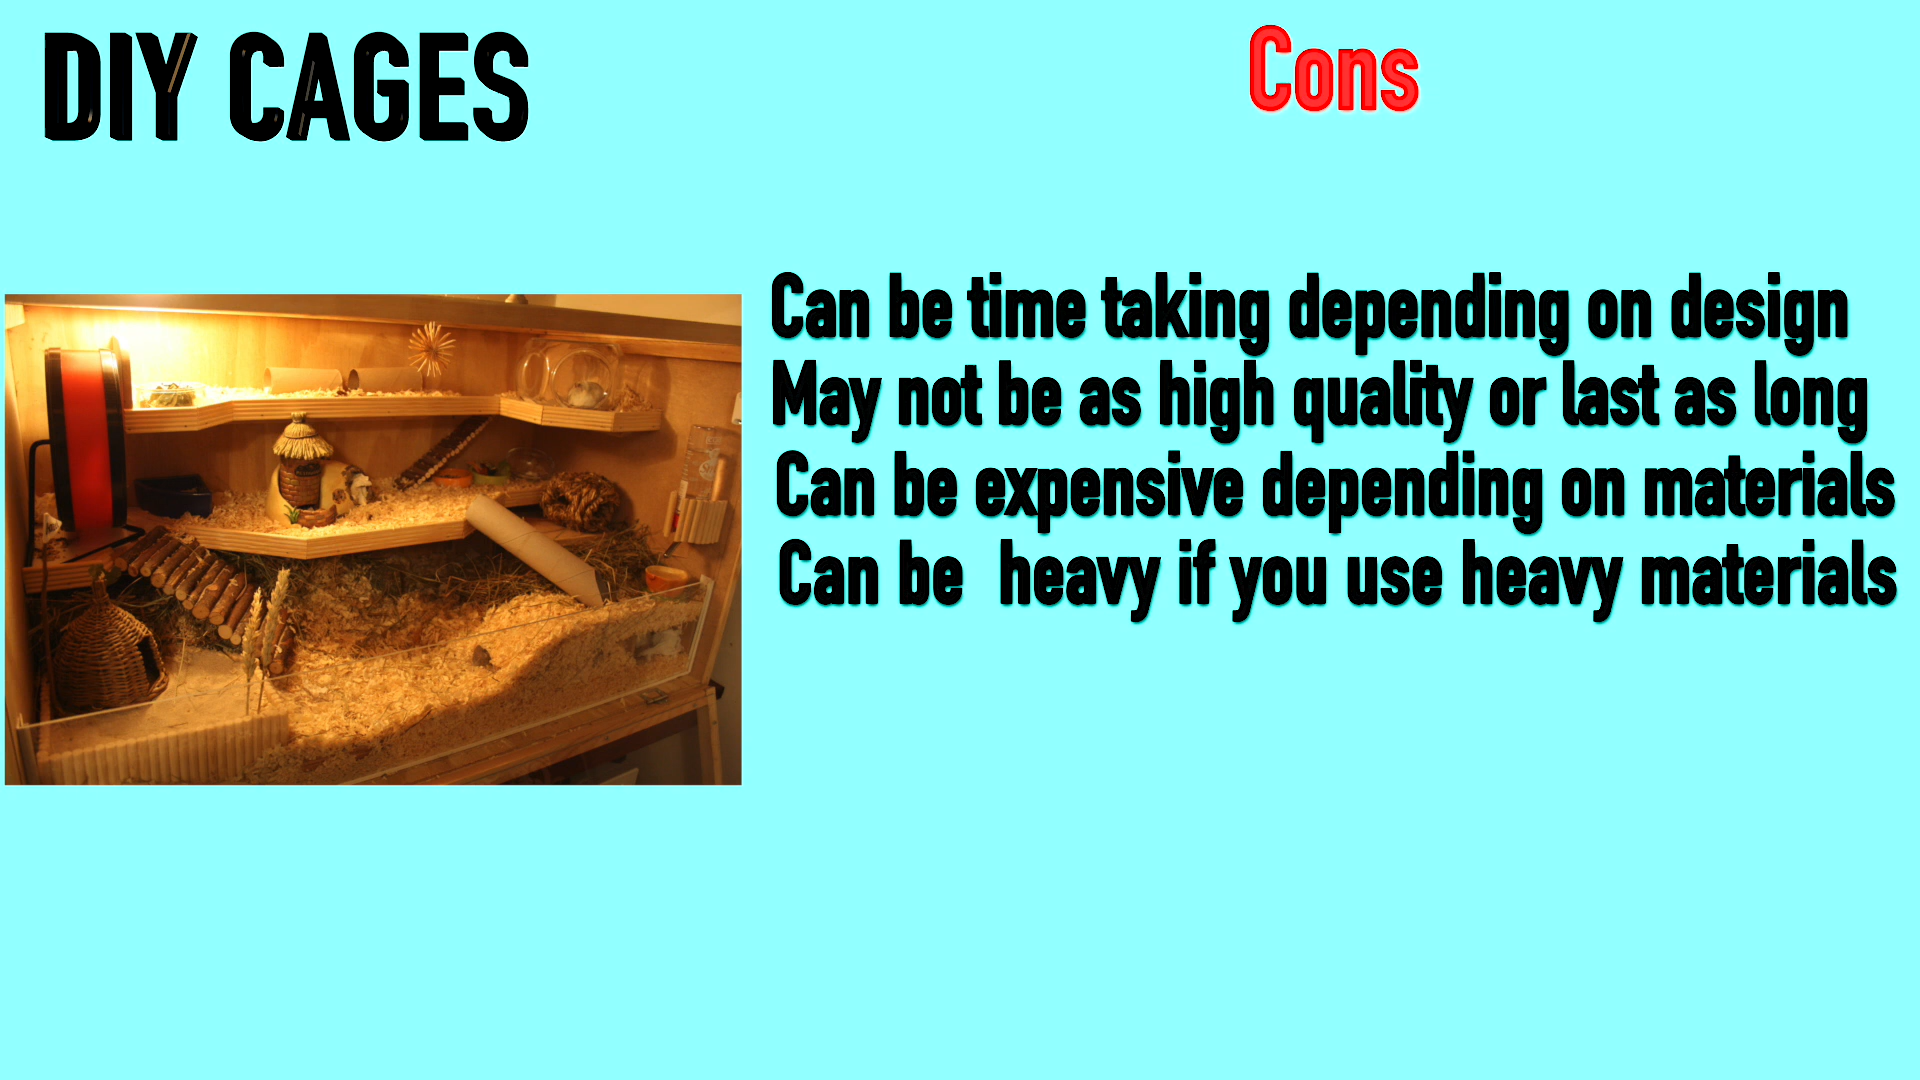 DIY CAGES
Cons
Can be time taking depending on design
May not be as high quality or last as long
Can be expensive depending on materials
Can be  heavy if you use heavy materials